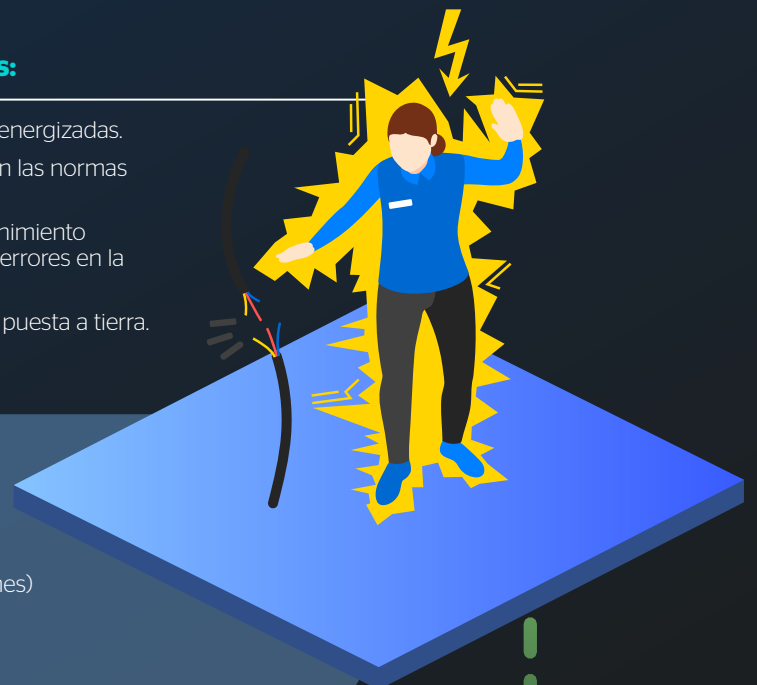 s:
energizadas.
n las normas
nimiento
errores en la
puesta a tierra.
nes)